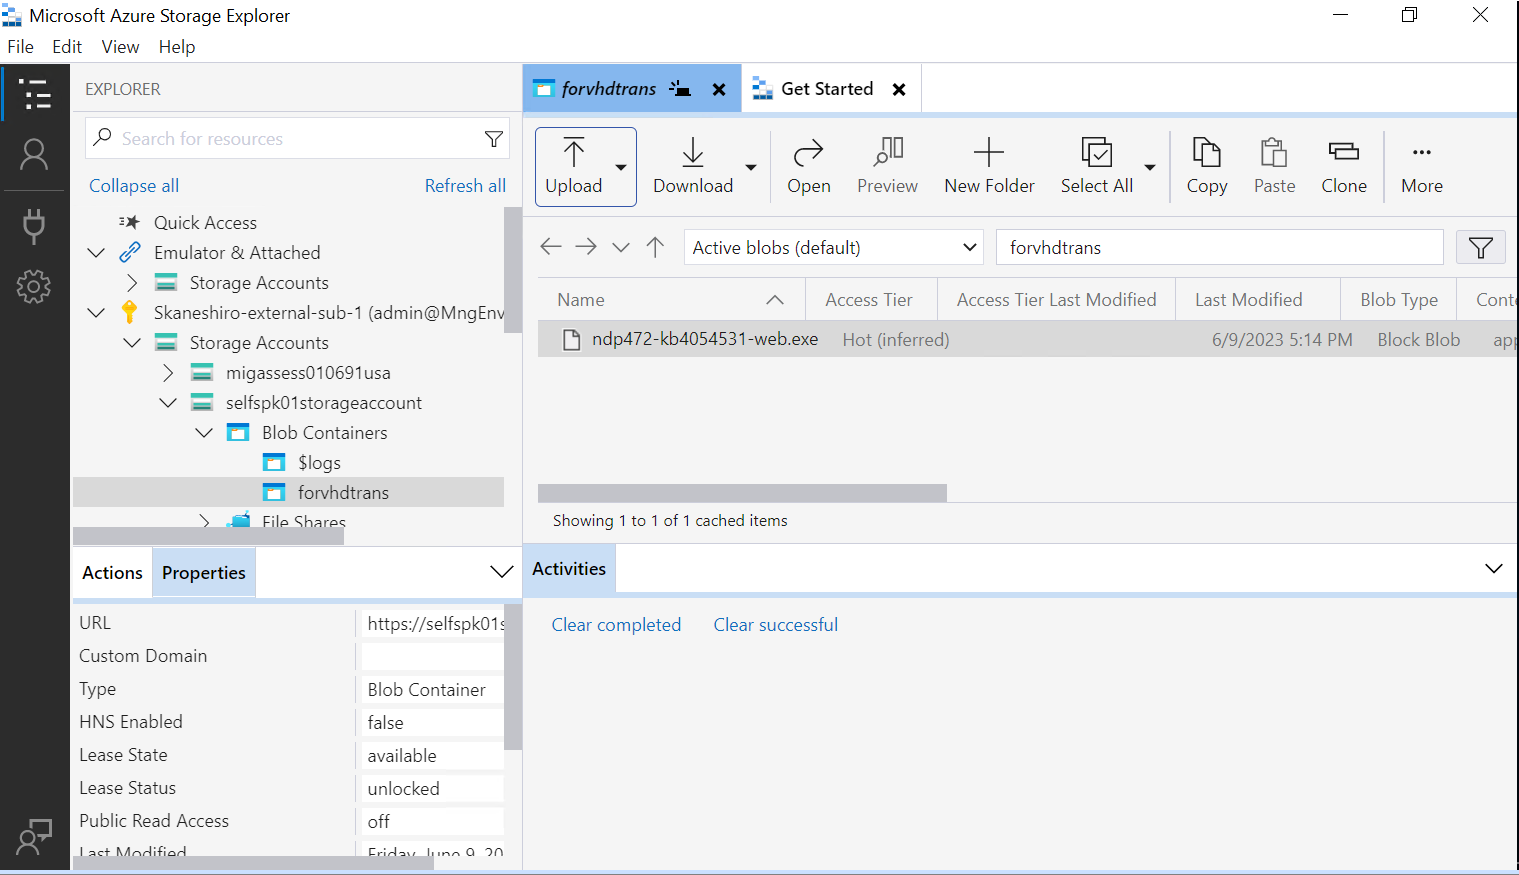 Microsoft Azure Storage Explorer
File Edit View Help
EXPLORER
Search for resources
Collapse all Refresh all
Quick Access
Emulator & Attached
Storage Accounts
Skaneshiro-external-sub-1 (admin@MngEnv
Storage Accounts
migassess010691usa
selfspk01storageaccount
Blob Containers
$logs
forvhdtrans
File Shares
Actions Properties
URL https://selfspk01s
Custom Domain
Type Blob Container
HNS Enabled false
Lease State available
Lease Status unlocked
Public Read Access off
Last Modified Friday, June 9, 20
forvhdtrans Get Started
Upload Download Open Preview New Folder Select All Copy Paste Clone More
Active blobs (default) forvhdtrans
Name Access Tier Access Tier Last Modified Last Modified Blob Type Conte
ndp472-kb4054531-web.exe Hot (inferred) 6/9/2023 5:14 PM Block Blob app
Showing 1 to 1 of 1 cached items
Activities
Clear completed Clear successful